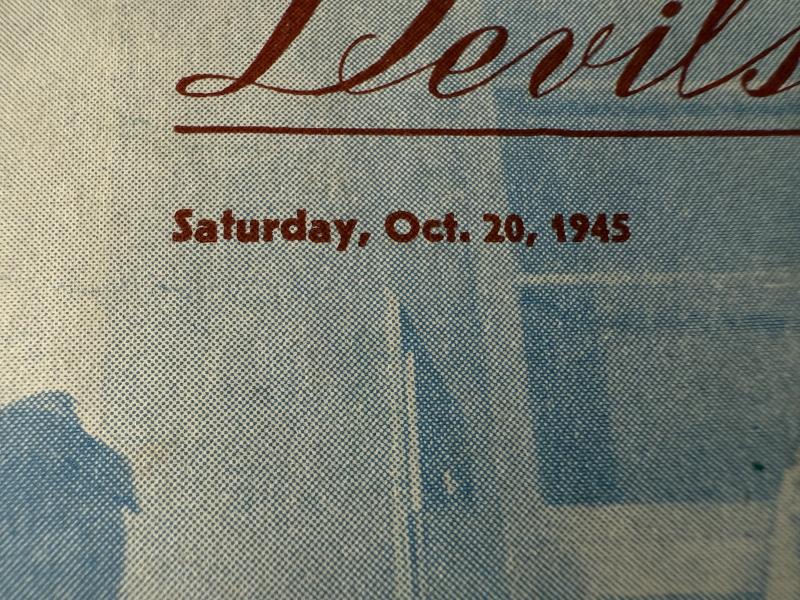 Devils
Saturday, Oct. 20, 1945